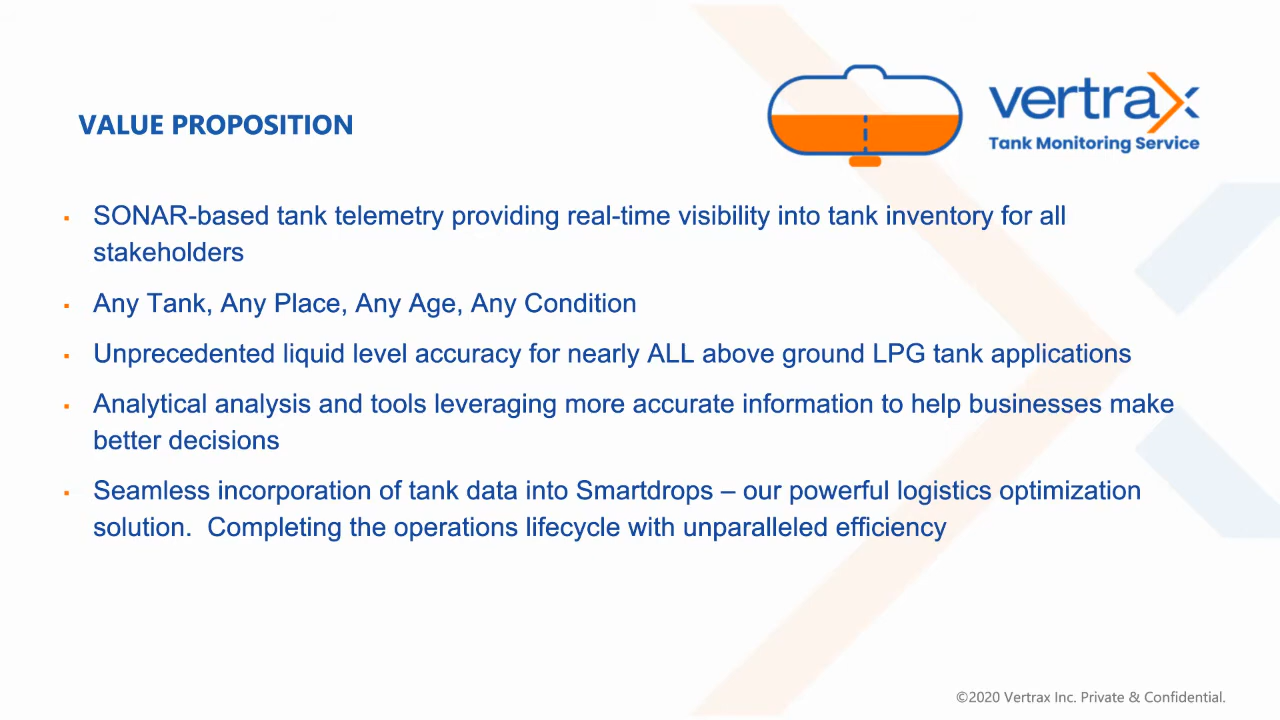 VALUE PROPOSITION
vertrax
Tank Monitoring Service
▪ SONAR-based tank telemetry providing real-time visibility into tank inventory for all
stakeholders
▪ Any Tank, Any Place, Any Age, Any Condition
▪ Unprecedented liquid level accuracy for nearly ALL above ground LPG tank applications
▪ Analytical analysis and tools leveraging more accurate information to help businesses make
better decisions
▪ Seamless incorporation of tank data into Smartdrops – our powerful logistics optimization
solution.  Completing the operations lifecycle with unparalleled efficiency
©2020 Vertrax Inc. Private & Confidential.